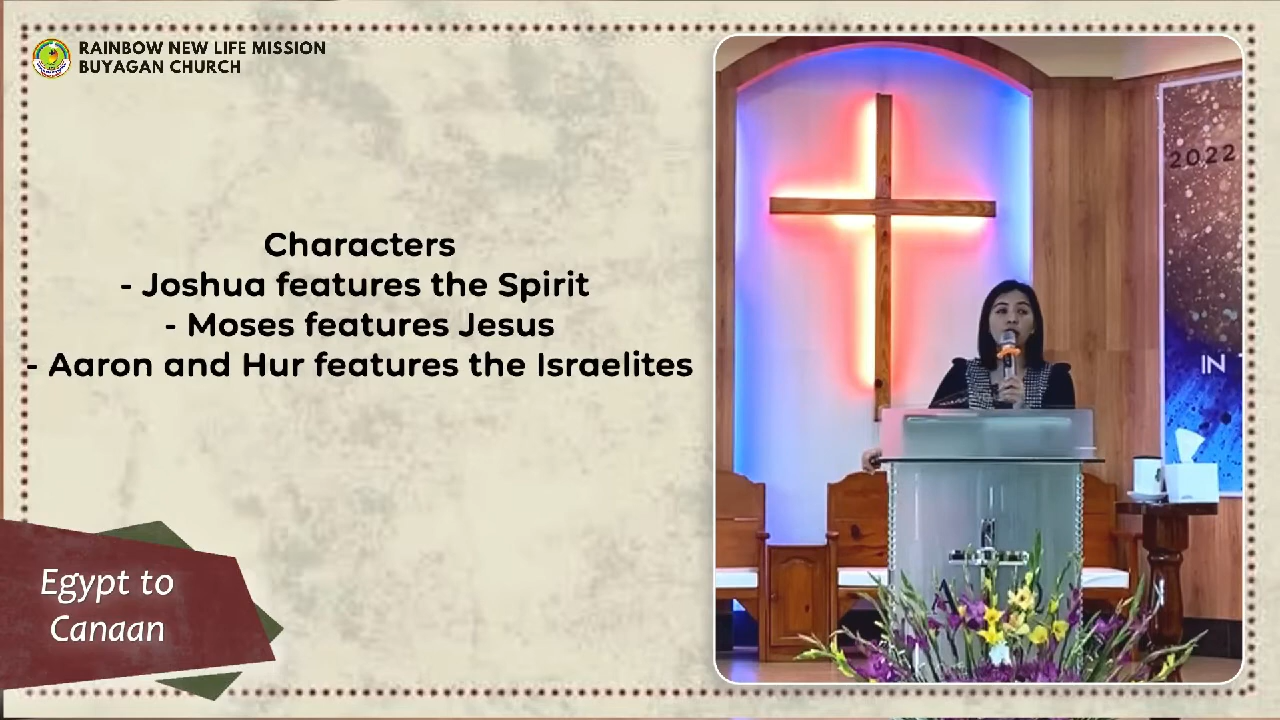 RAINBOW NEW LIFE MISSION
BUYAGAN CHURCH
2022
Characters
- Joshua features the Spirit
- Moses features Jesus
- Aaron and Hur features the Israelites
IN
Egypt to
Canaan